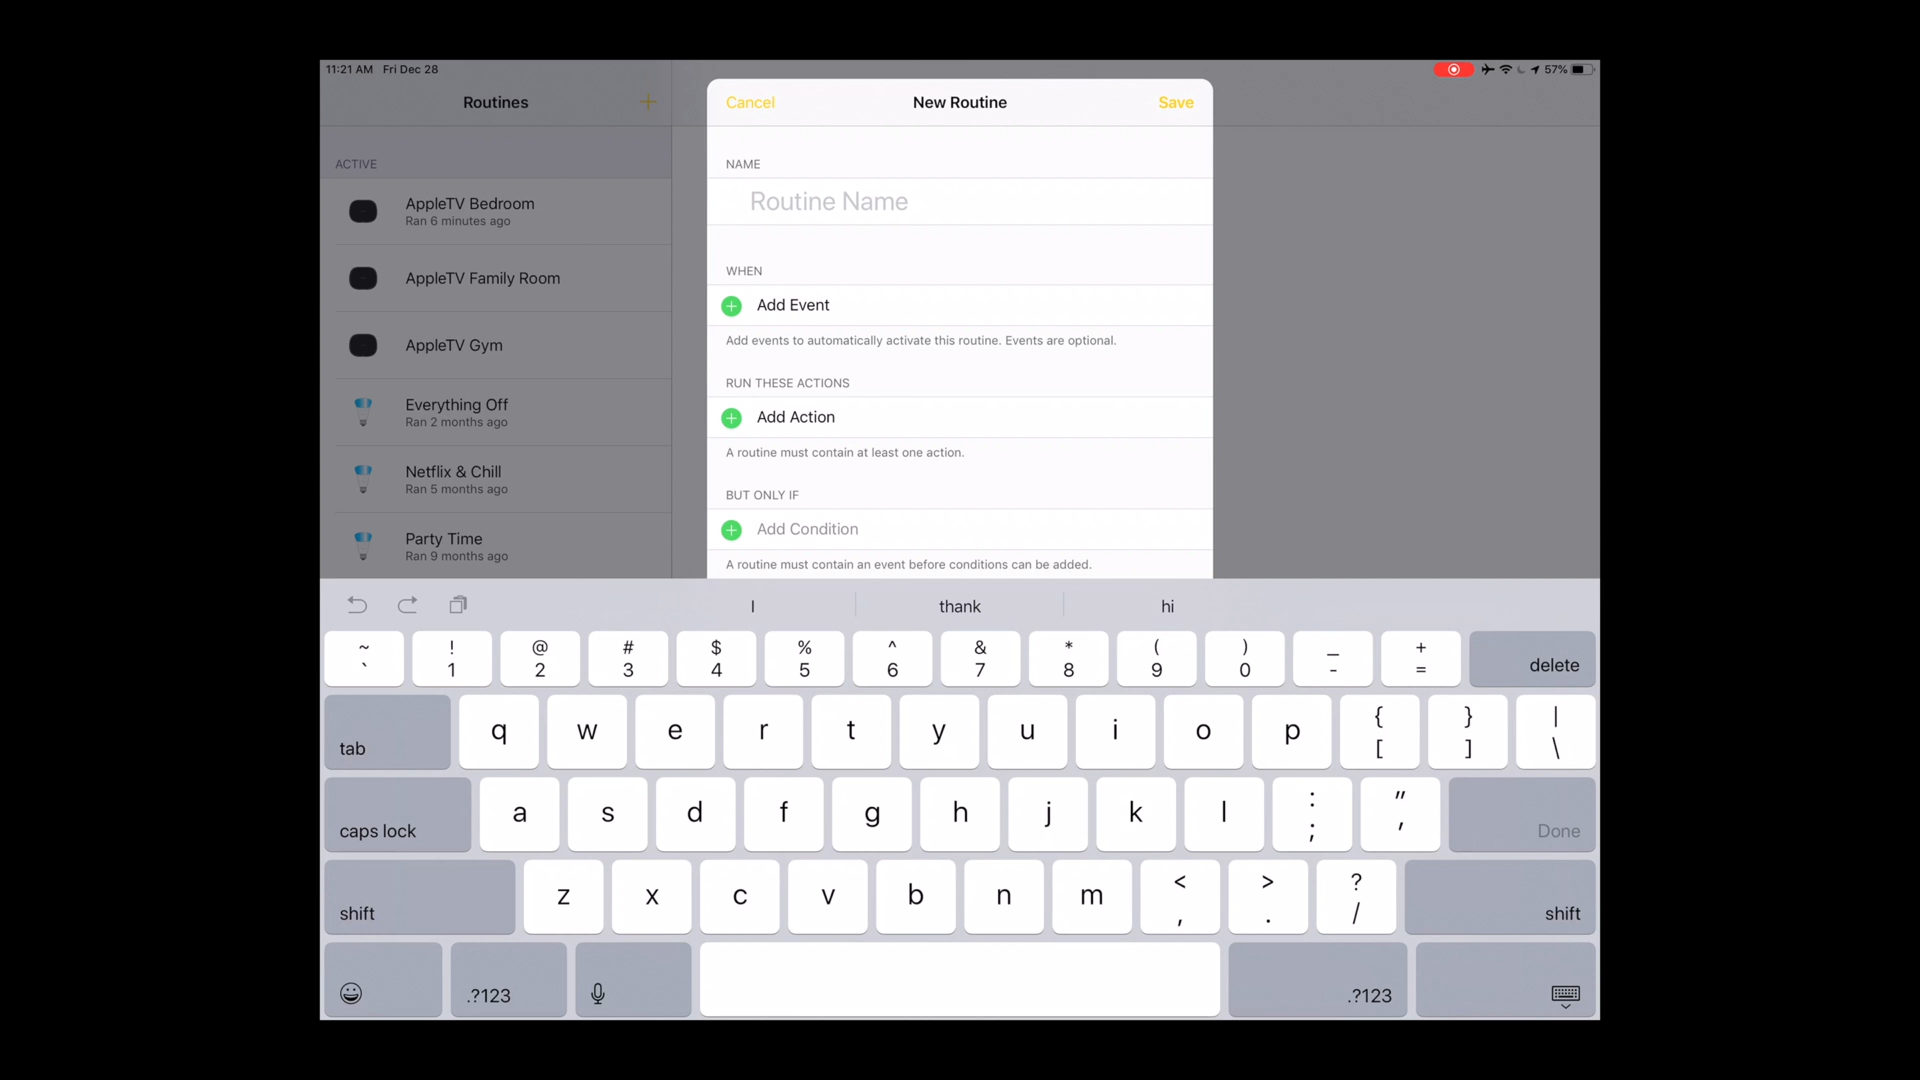 11:21 AM Fri Dec 28
57%
Routines +
ACTIVE
AppleTV Bedroom
Ran 6 minutes ago
AppleTV Family Room
AppleTV Gym
Everything Off
Ran 2 months ago
Netflix & Chill
Ran 5 months ago
Party Time
Ran 9 months ago
Cancel New Routine Save
NAME
Routine Name
WHEN
Add Event
Add events to automatically activate this routine. Events are optional.
RUN THESE ACTIONS
Add Action
A routine must contain at least one action.
BUT ONLY IF
Add Condition
A routine must contain an event before conditions can be added.
I thank hi
~ ! @ # $ % ^ & * ( ) _ +
` 1 2 3 4 5 6 7 8 9 0 - = delete
tab q w e r t y u i o p { [ } ] | \
caps lock a s d f g h j k l : ; " ' Done
shift z x c v b n m < , > . ? / shift
.?123 .?123